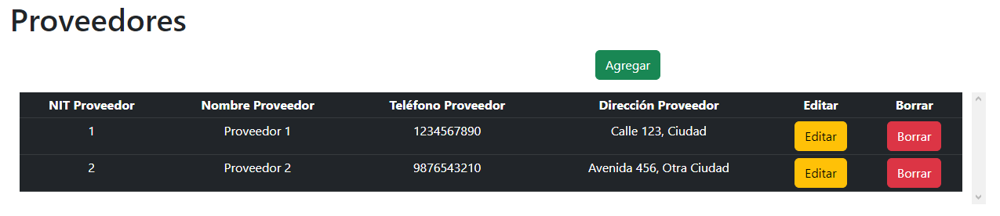 Proveedores
Agregar
NIT Proveedor Nombre Proveedor Teléfono Proveedor Dirección Proveedor Editar Borrar
1 Proveedor 1 1234567890 Calle 123, Ciudad Editar Borrar
2 Proveedor 2 9876543210 Avenida 456, Otra Ciudad Editar Borrar